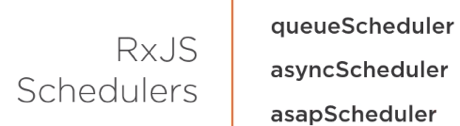 RxJS
Schedulers
queueScheduler
asyncScheduler
asapScheduler